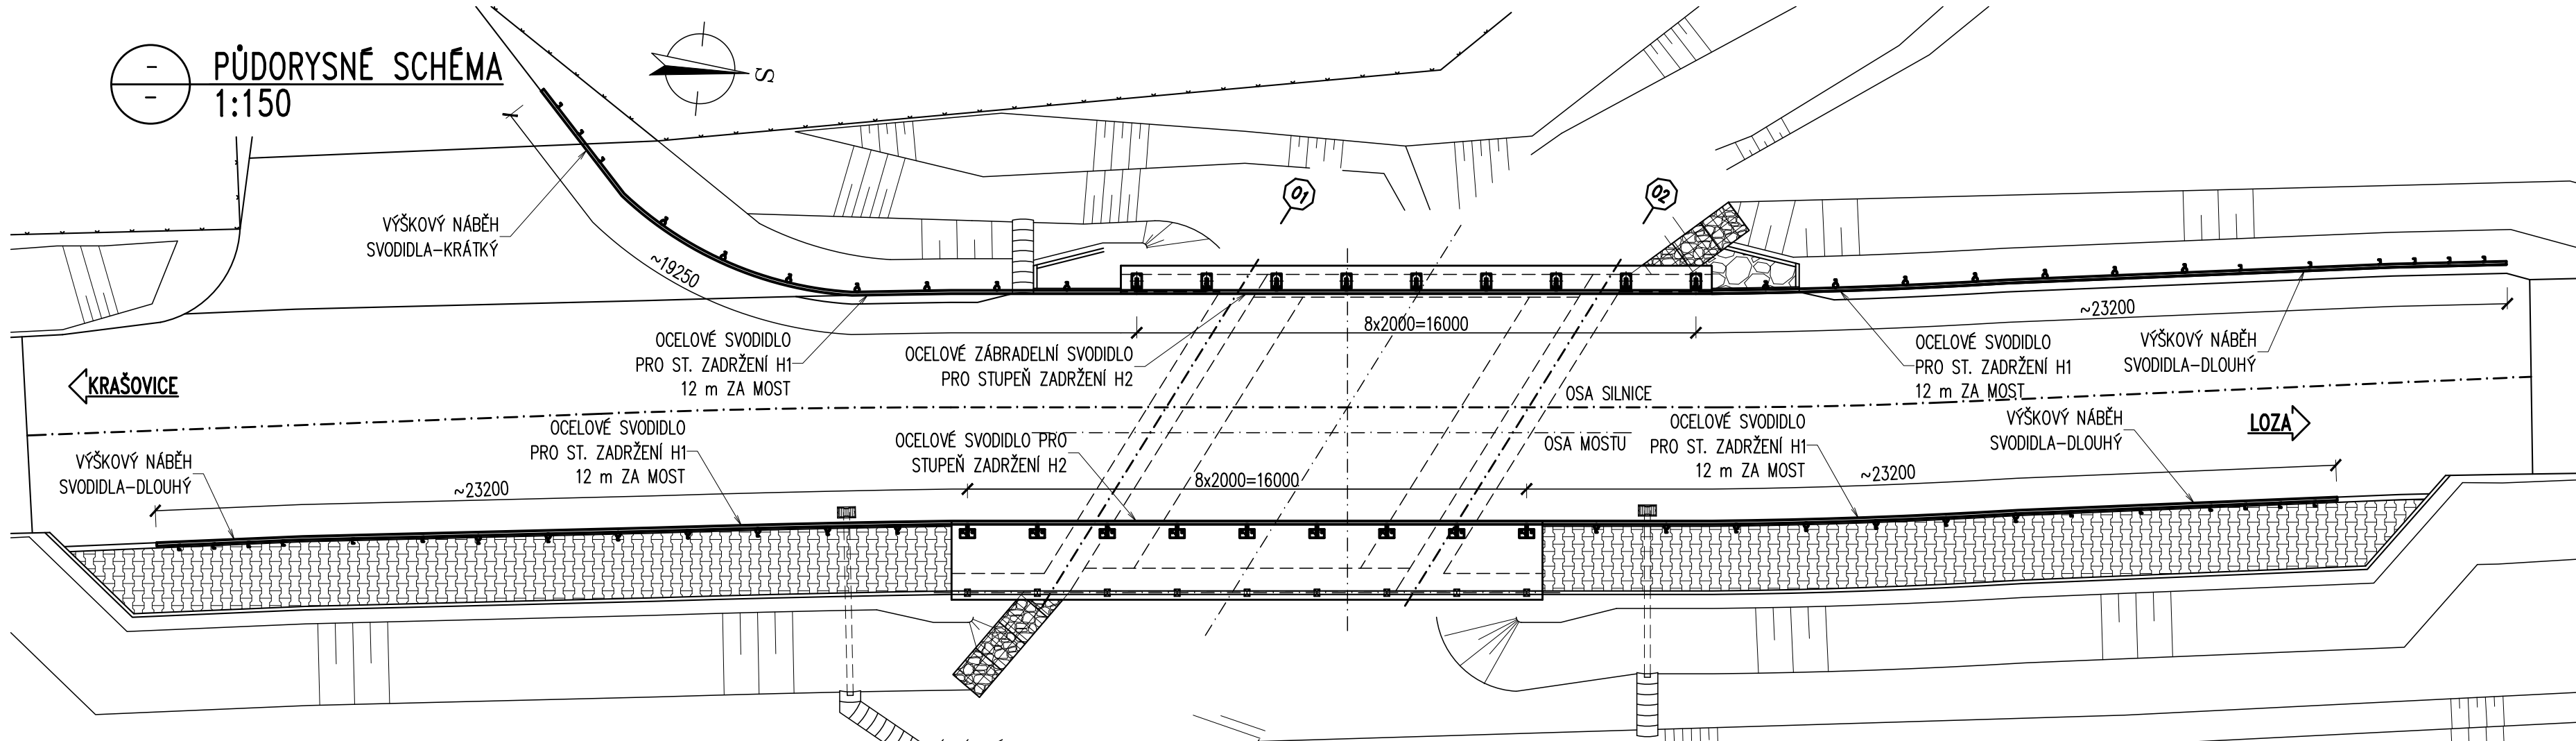 -
-
PŮDORYSNÉ SCHÉMA
1:150
S
01
02
VÝŠKOVÝ NÁBĚH
SVODIDLA-KRÁTKÝ
~19250
8x2000=16000
~23200
OCELOVÉ SVODIDLO
PRO ST. ZADRŽENÍ H1
12 m ZA MOST
OCELOVÉ ZÁBRADELNÍ SVODIDLO
PRO STUPEŇ ZADRŽENÍ H2
OCELOVÉ SVODIDLO
PRO ST. ZADRŽENÍ H1
12 m ZA MOST
VÝŠKOVÝ NÁBĚH
SVODIDLA-DLOUHÝ
KRAŠOVICE
OSA SILNICE
LOZA
VÝŠKOVÝ NÁBĚH
SVODIDLA-DLOUHÝ
~23200
OCELOVÉ SVODIDLO
PRO ST. ZADRŽENÍ H1
12 m ZA MOST
OCELOVÉ SVODIDLO PRO
STUPEŇ ZADRŽENÍ H2
8x2000=16000
OSA MOSTU
OCELOVÉ SVODIDLO
PRO ST. ZADRŽENÍ H1
12 m ZA MOST
~23200
VÝŠKOVÝ NÁBĚH
SVODIDLA-DLOUHÝ